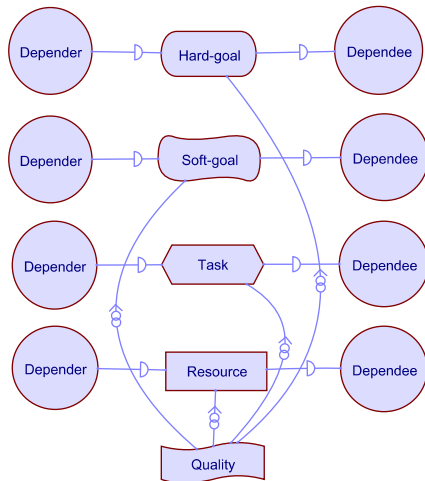 Depender Hard-goal Dependee
Depender Soft-goal Dependee
Depender Task Dependee
Depender Resource Dependee
Quality